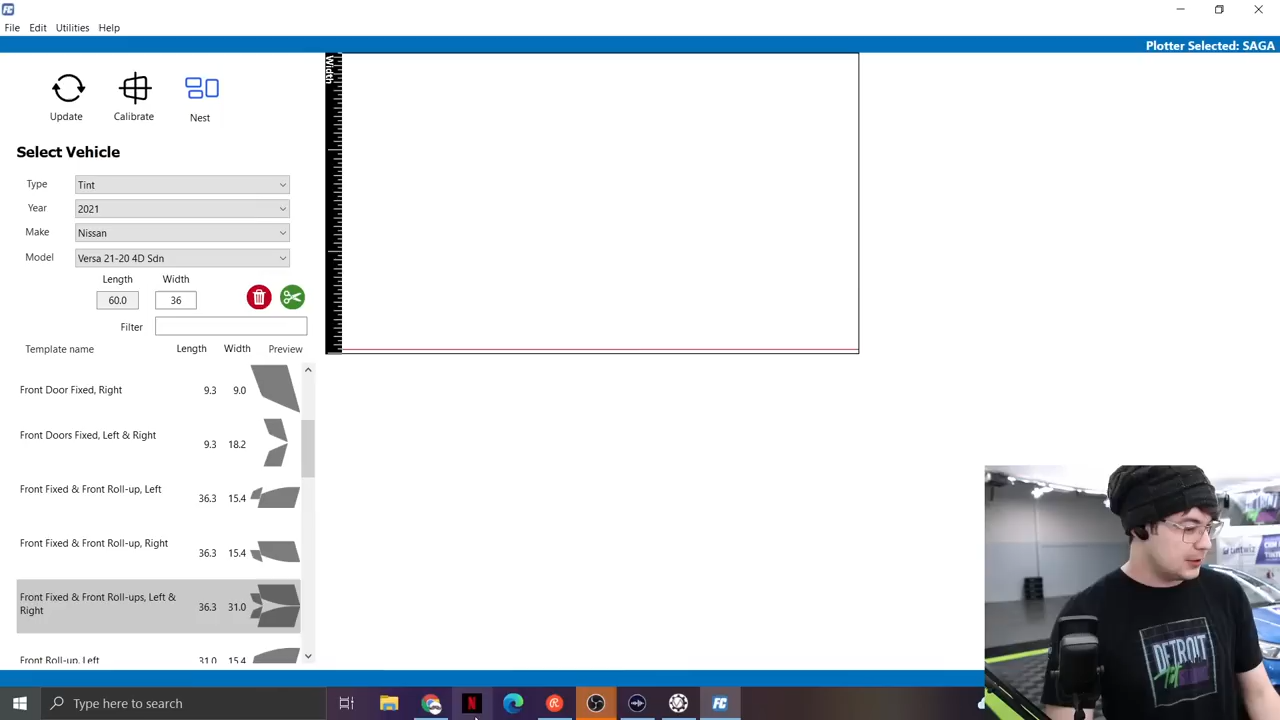 FC
File Edit Utilities Help
Plotter Selected: SAGA
Update Calibrate Nest
Width
Select Vehicle
Type Tint
Year 2021
Make Nissan
Model Versa 21-20 4D Sdn
Length Width
60.0 36
Filter
Template name Length Width Preview
Front Door Fixed, Right 9.3 9.0
Front Doors Fixed, Left & Right 9.3 18.2
Front Fixed & Front Roll-up, Left 36.3 15.4
Front Fixed & Front Roll-up, Right 36.3 15.4
Front Fixed & Front Roll-ups, Left &
Right 36.3 31.0
Front Roll-up, Left 31.0 15.4
Type here to search
N
FC
DETROIT